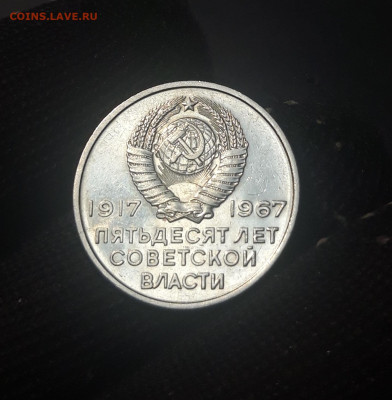 COINS.LAVE.RU
1917 1967
ПЯТЬДЕСЯТ ЛЕТ
СОВЕТСКОЙ
ВЛАСТИ